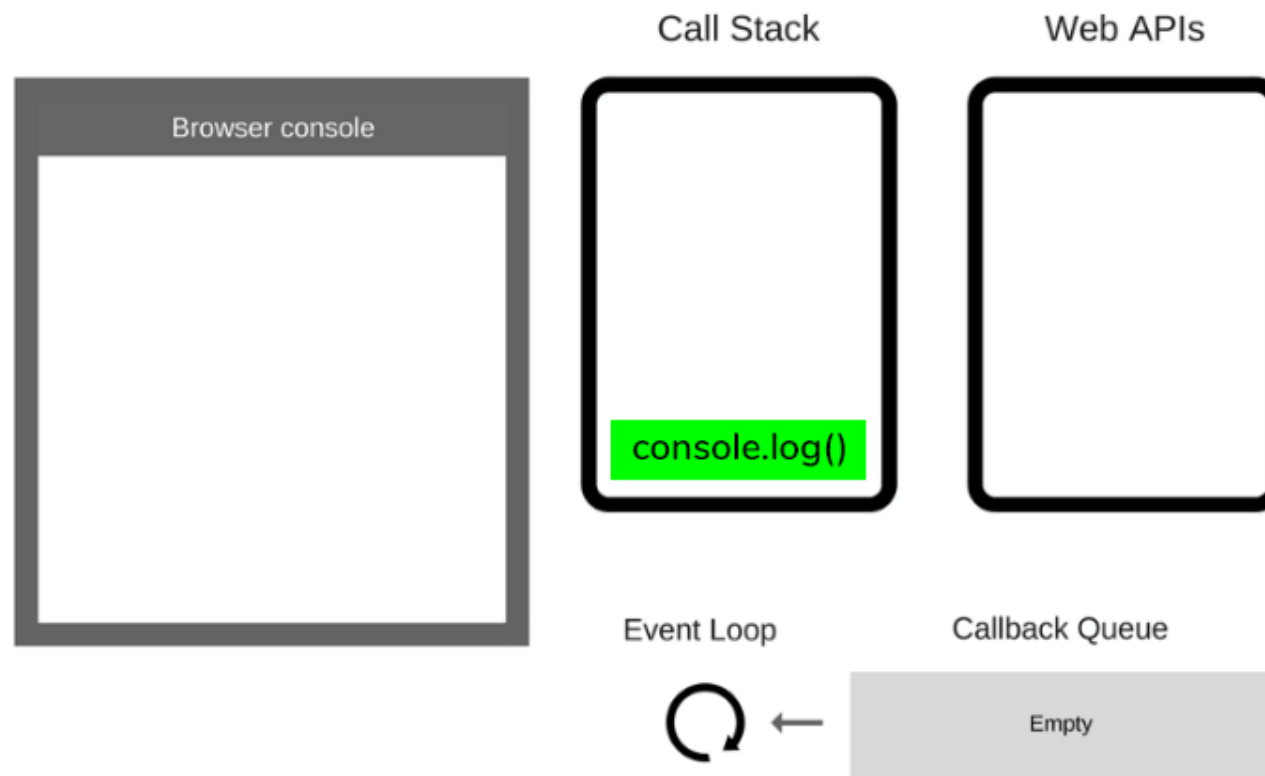 Call Stack
Web APIs
Browser console
console.log()
Event Loop
Callback Queue
Empty